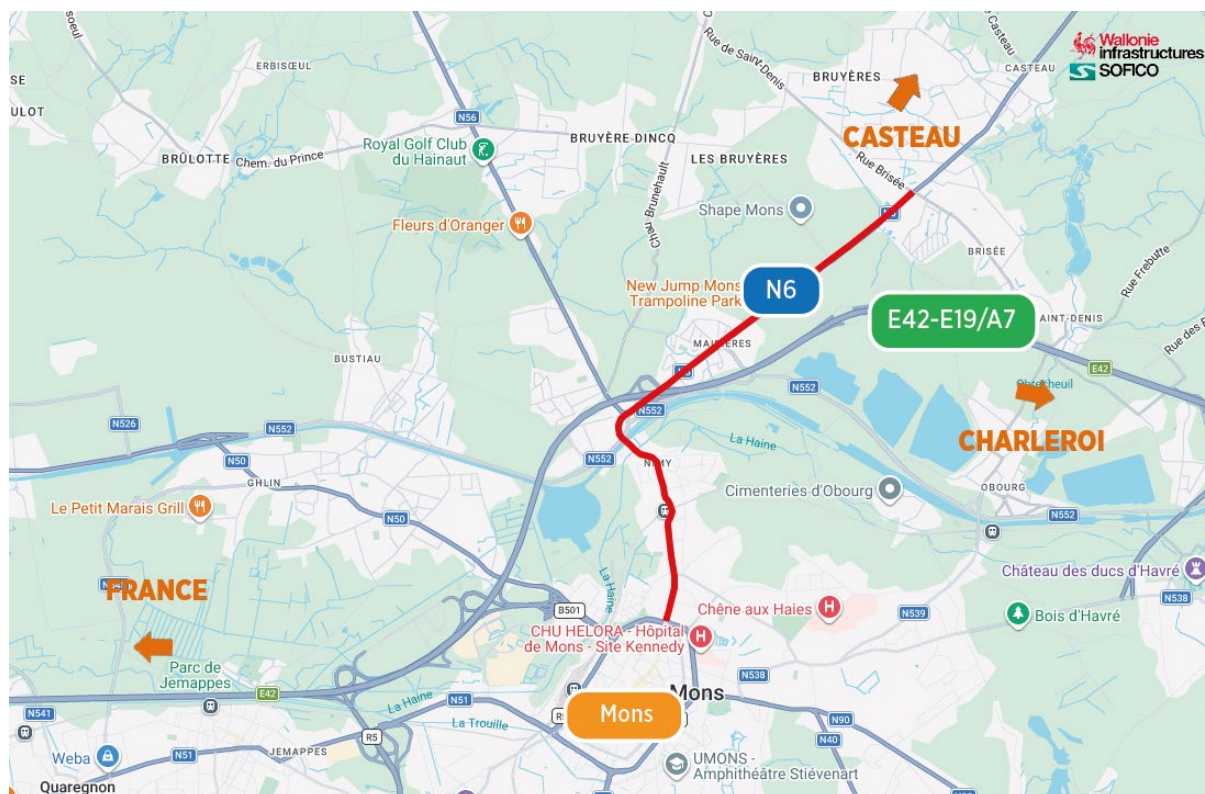 soeul
ERBISŒUL
Rue de Saint-Denis
Rue de Casteau
Wallonie
infrastructures
SOFICO
SE
ULOT
BRUYÈRES
CASTEAU
CASTEAU
N56
Royal Golf Club
du Hainaut
BRUYÈRE DINCQ
BRÛLOTTE
Chem. du Prince
LES BRUYÈRES
Rue Brisée
Chau Brunehault
Shape Mons
Fleurs d'Oranger
BRISÉE
Rue Frebutte
New Jump Mons
Trampoline Park
N6
E42-E19/A7
AINT-DENIS
Rue des
MAISIÈRES
BUSTIAU
E42
N552
Obrecheuil
N552
N526
N552
CHARLEROI
La Haine
N50
N552
NIMY
GHLIN
Cimenteries d'Obourg
OBOURG
Le Petit Marais Grill
N50
N552
Château des ducs d'Havré
FRANCE
La Haine
N538
B501
Chêne aux Haies
N539
Bois d'Havré
CHU HELORA - Hôpital
de Mons - Site Kennedy
Parc de
Jemappes
N538
Mons
E42
La Haine
N51
Mons
N541
La Trouille
N90
R5
N40
Weba
N51
JEMAPPES
UMONS -
Amphithéâtre Stiévenart
Quaregnon